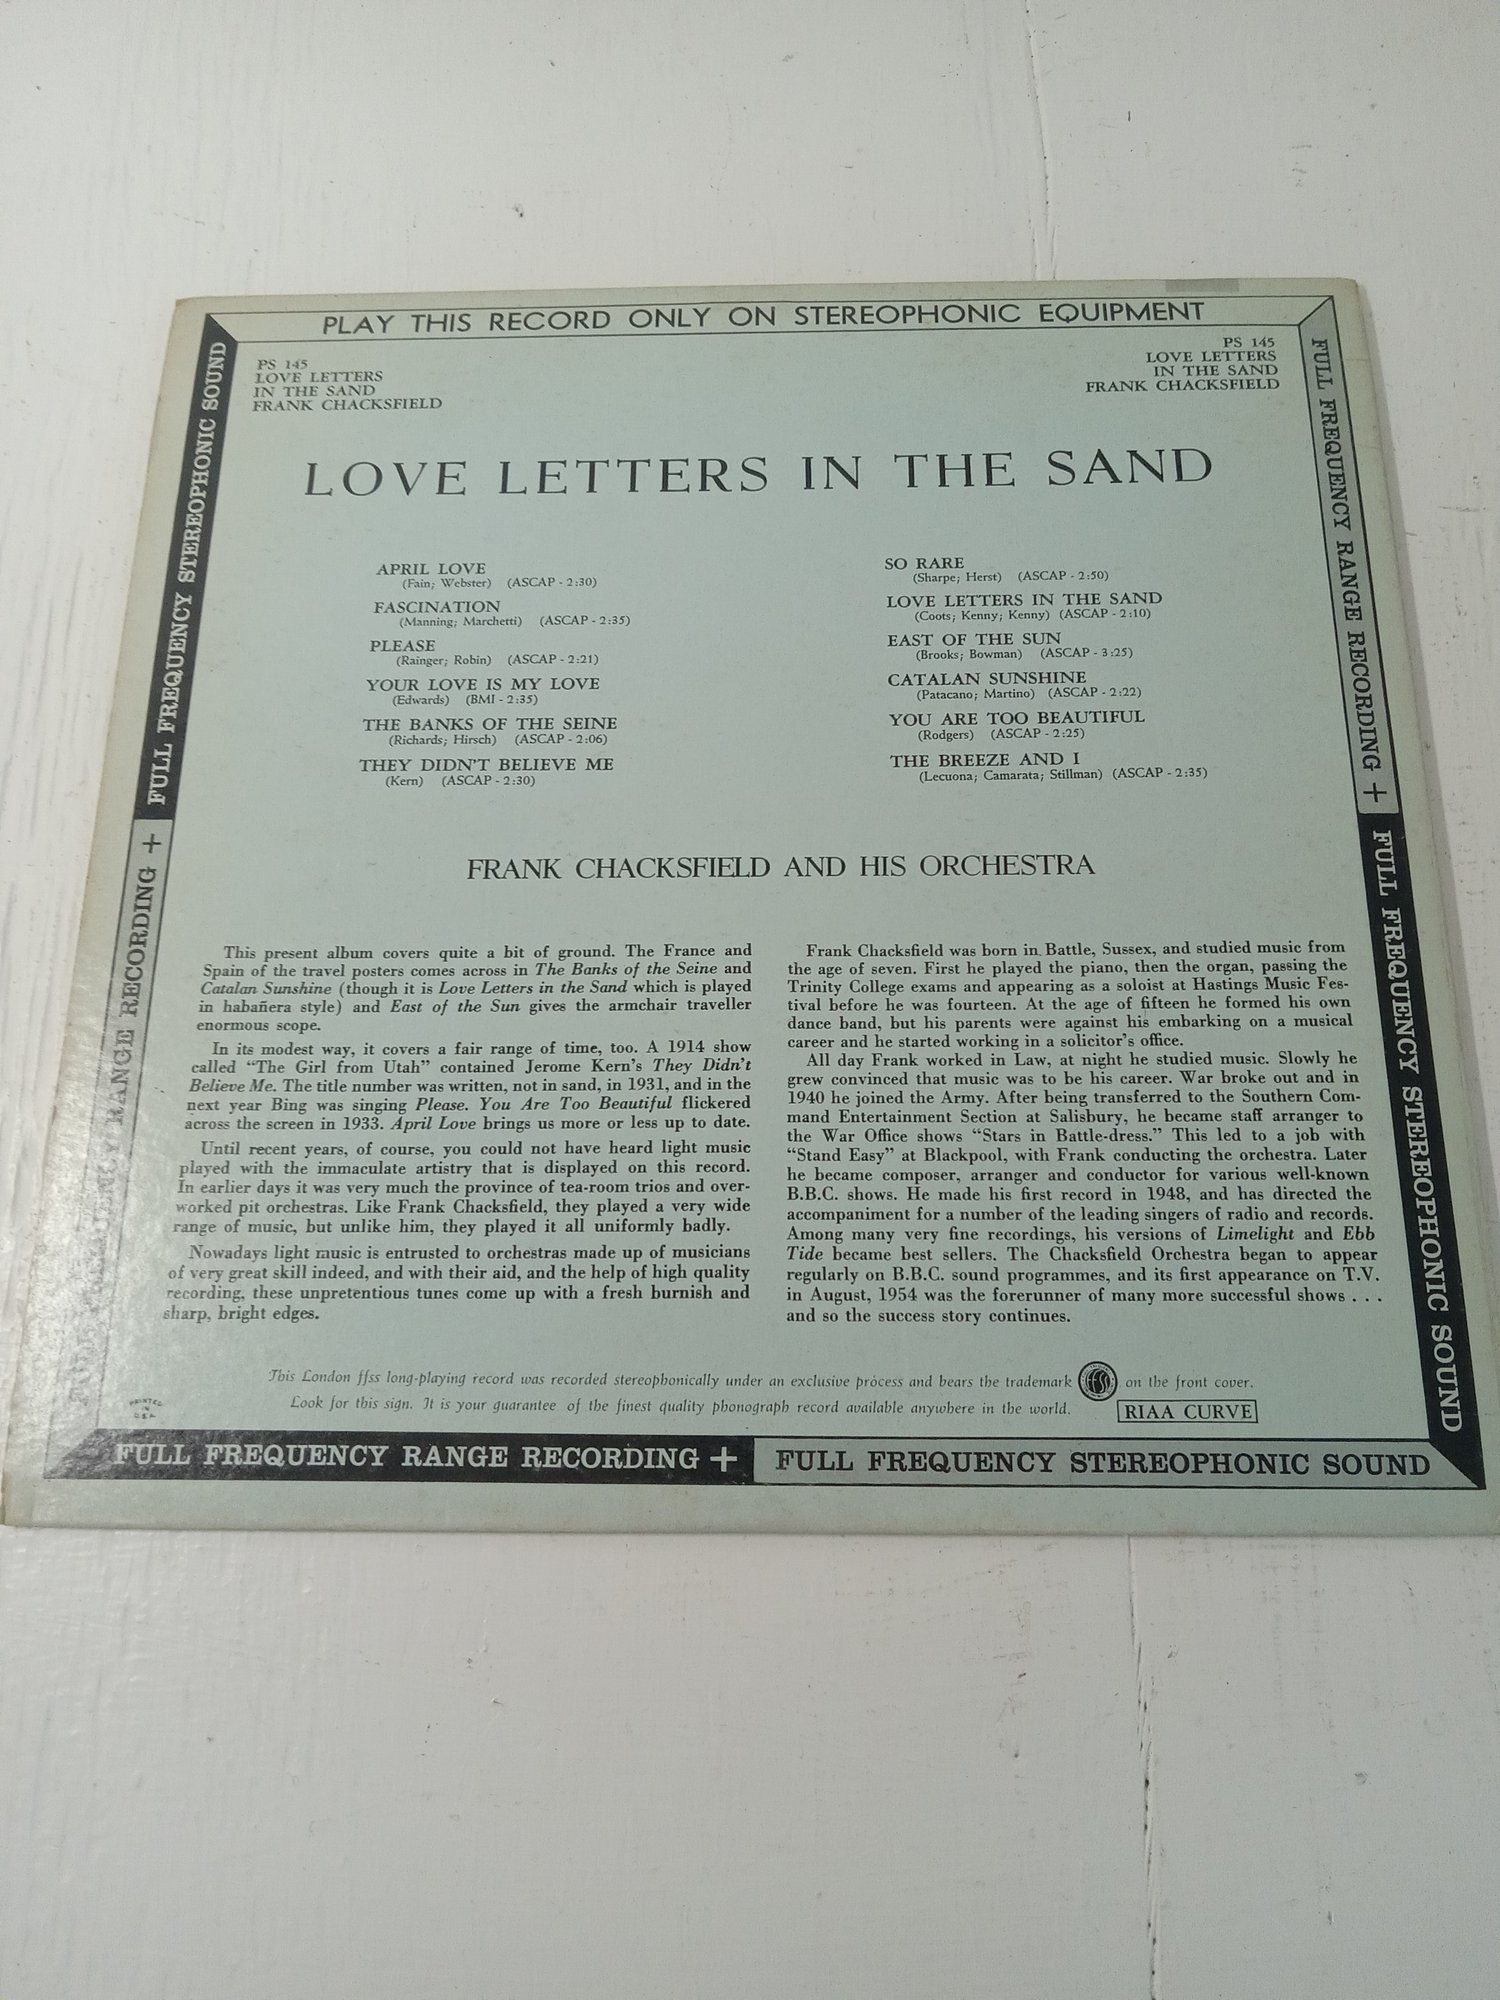 PLAY THIS RECORD ONLY ON STEREOPHONIC EQUIPMENT
PS 145
LOVE LETTERS
IN THE SAND
FRANK CHACKSFIELD
PS 145
LOVE LETTERS
IN THE SAND
FRANK CHACKSFIELD
LOVE LETTERS IN THE SAND
APRIL LOVE
(Fain; Webster) (ASCAP - 2:30)
FASCINATION
(Manning; Marchetti) (ASCAP - 2:35)
PLEASE
(Rainger; Robin) (ASCAP - 2:21)
YOUR LOVE IS MY LOVE
(Edwards) (BMI - 2:35)
THE BANKS OF THE SEINE
(Richards; Hirsch) (ASCAP - 2:06)
THEY DIDN'T BELIEVE ME
(Kern) (ASCAP - 2:30)
SO RARE
(Sharpe; Herst) (ASCAP - 2:50)
LOVE LETTERS IN THE SAND
(Coots; Kenny; Kenny) (ASCAP - 2:10)
EAST OF THE SUN
(Brooks; Bowman) (ASCAP - 3:25)
CATALAN SUNSHINE
(Patacano; Martino) (ASCAP - 2:22)
YOU ARE TOO BEAUTIFUL
(Rodgers) (ASCAP - 2:25)
THE BREEZE AND I
(Lecuona; Camarata; Stillman) (ASCAP - 2:35)
FRANK CHACKSFIELD AND HIS ORCHESTRA
This present album covers quite a bit of ground. The France and
Spain of the travel posters comes across in The Banks of the Seine and
Catalan Sunshine (though it is Love Letters in the Sand which is played
in habañera style) and East of the Sun gives the armchair traveller
enormous scope.
In its modest way, it covers a fair range of time, too. A 1914 show
called "The Girl from Utah" contained Jerome Kern's They Didn't
Believe Me. The title number was written, not in sand, in 1931, and in the
next year Bing was singing Please. You Are Too Beautiful flickered
across the screen in 1933. April Love brings us more or less up to date.
Until recent years, of course, you could not have heard light music
played with the immaculate artistry that is displayed on this record.
In earlier days it was very much the province of tea-room trios and over-
worked pit orchestras. Like Frank Chacksfield, they played a very wide
range of music, but unlike him, they played it all uniformly badly.
Nowadays light music is entrusted to orchestras made up of musicians
of very great skill indeed, and with their aid, and the help of high quality
recording, these unpretentious tunes come up with a fresh burnish and
sharp, bright edges.
Frank Chacksfield was born in Battle, Sussex, and studied music from
the age of seven. First he played the piano, then the organ, passing the
Trinity College exams and appearing as a soloist at Hastings Music Fes-
tival before he was fourteen. At the age of fifteen he formed his own
dance band, but his parents were against his embarking on a musical
career and he started working in a solicitor's office.
All day Frank worked in Law, at night he studied music. Slowly he
grew convinced that music was to be his career. War broke out and in
1940 he joined the Army. After being transferred to the Southern Com-
mand Entertainment Section at Salisbury, he became staff arranger to
the War Office shows "Stars in Battle-dress." This led to a job with
"Stand Easy" at Blackpool, with Frank conducting the orchestra. Later
he became composer, arranger and conductor for various well-known
B.B.C. shows. He made his first record in 1948, and has directed the
accompaniment for a number of the leading singers of radio and records.
Among many very fine recordings, his versions of Limelight and Ebb
Tide became best sellers. The Chacksfield Orchestra began to appear
regularly on B.B.C. sound programmes, and its first appearance on T.V.
in August, 1954 was the forerunner of many more successful shows . . .
and so the success story continues.
This London ffss long-playing record was recorded stereophonically under an exclusive process and bears the trademark ffss on the front cover.
Look for this sign. It is your guarantee of the finest quality phonograph record available anywhere in the world.
RIAA CURVE
PRINTED
IN
U.S.A.
FULL FREQUENCY RANGE RECORDING + FULL FREQUENCY STEREOPHONIC SOUND
FULL FREQUENCY RANGE RECORDING + FULL FREQUENCY STEREOPHONIC SOUND
FULL FREQUENCY RANGE RECORDING + FULL FREQUENCY STEREOPHONIC SOUND